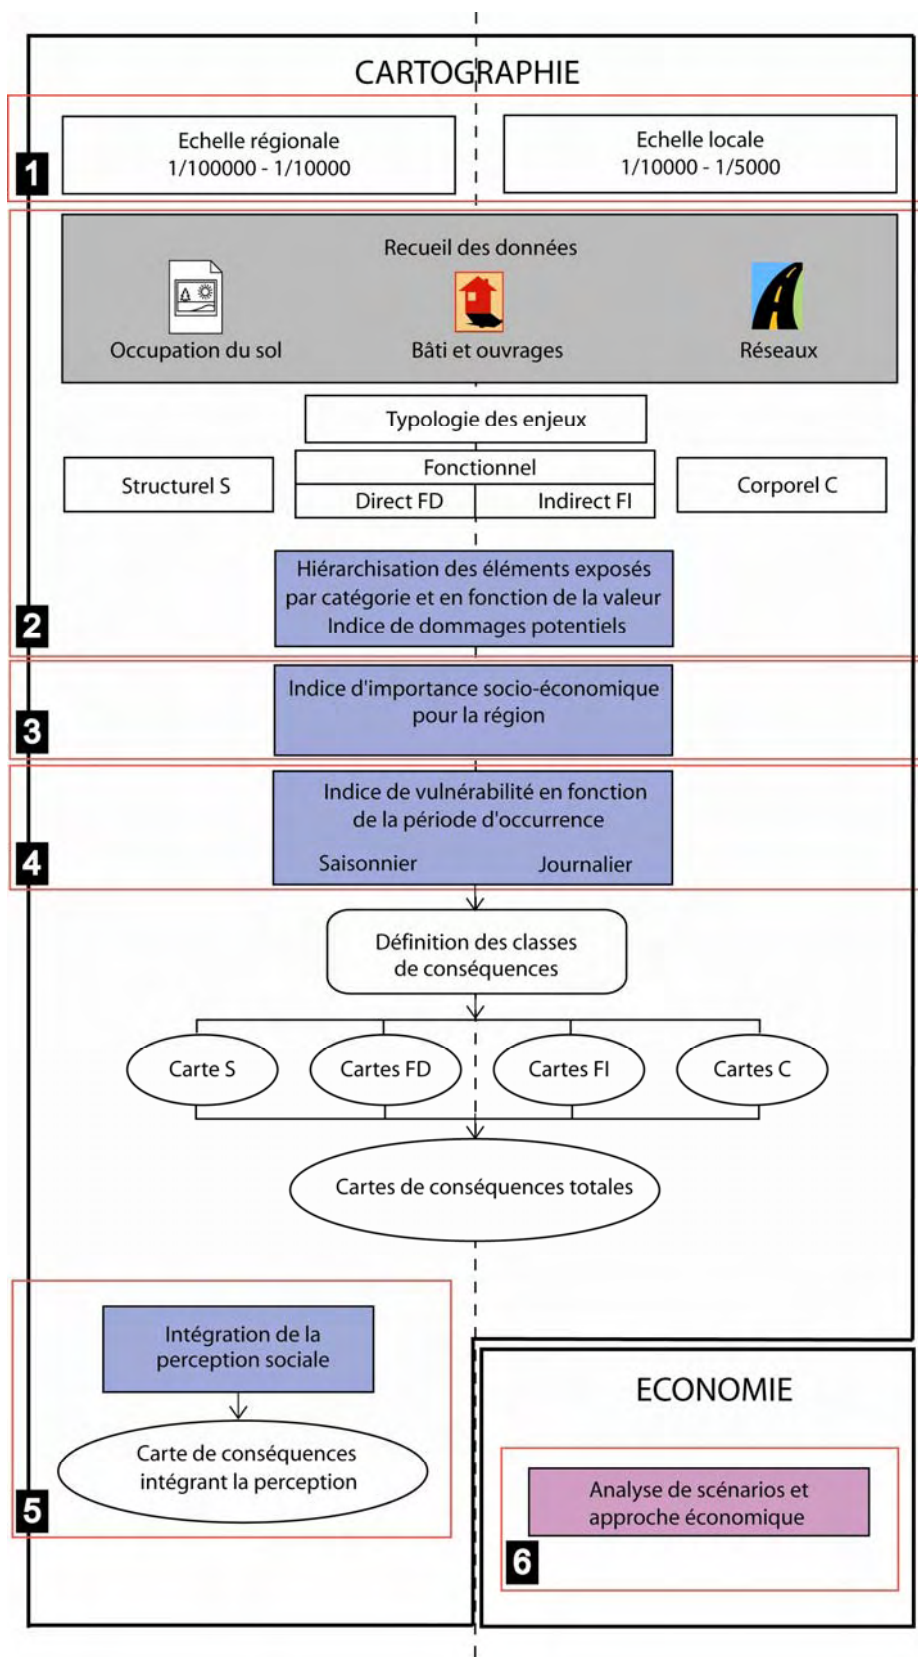 CARTOGRAPHIE
Echelle régionale
1/100000 - 1/10000
Echelle locale
1/10000 - 1/5000
1
Recueil des données
Occupation du sol
Bâti et ouvrages
Réseaux
Typologie des enjeux
Structurel S
Fonctionnel
Direct FD
Indirect FI
Corporel C
Hiérarchisation des éléments exposés
par catégorie et en fonction de la valeur
Indice de dommages potentiels
2
Indice d'importance socio-économique
pour la région
3
Indice de vulnérabilité en fonction
de la période d'occurrence
Saisonnier
Journalier
4
Définition des classes
de conséquences
Carte S
Cartes FD
Cartes FI
Cartes C
Cartes de conséquences totales
Intégration de la
perception sociale
Carte de conséquences
intégrant la perception
5
ECONOMIE
Analyse de scénarios et
approche économique
6